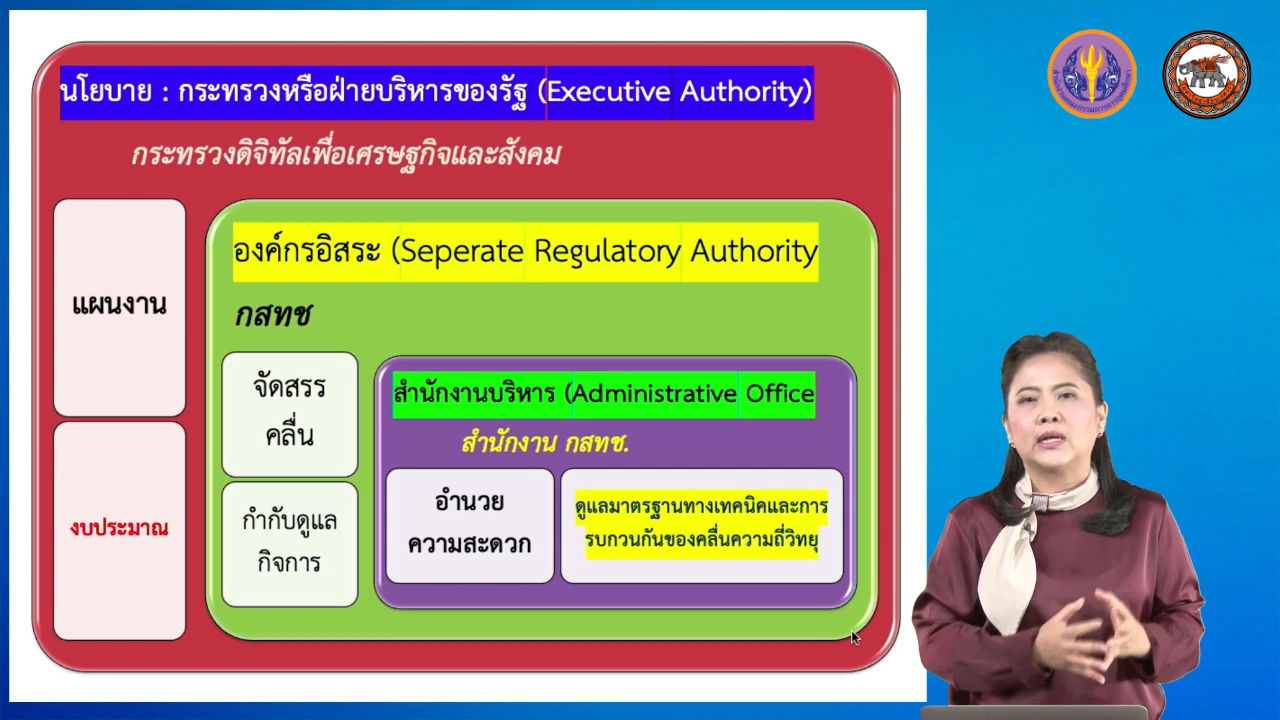 นโยบาย : กระทรวงหรือฝ่ายบริหารของรัฐ (Executive Authority)
กระทรวงดิจิทัลเพื่อเศรษฐกิจและสังคม
แผนงาน
งบประมาณ
องค์กรอิสระ (Seperate Regulatory Authority
กสทช
จัดสรร
คลื่น
กำกับดูแล
กิจการ
สำนักงานบริหาร (Administrative Office
สำนักงาน กสทช.
อำนวย
ความสะดวก
ดูแลมาตรฐานทางเทคนิคและการ
รบกวนกันของคลื่นความถี่วิทยุ